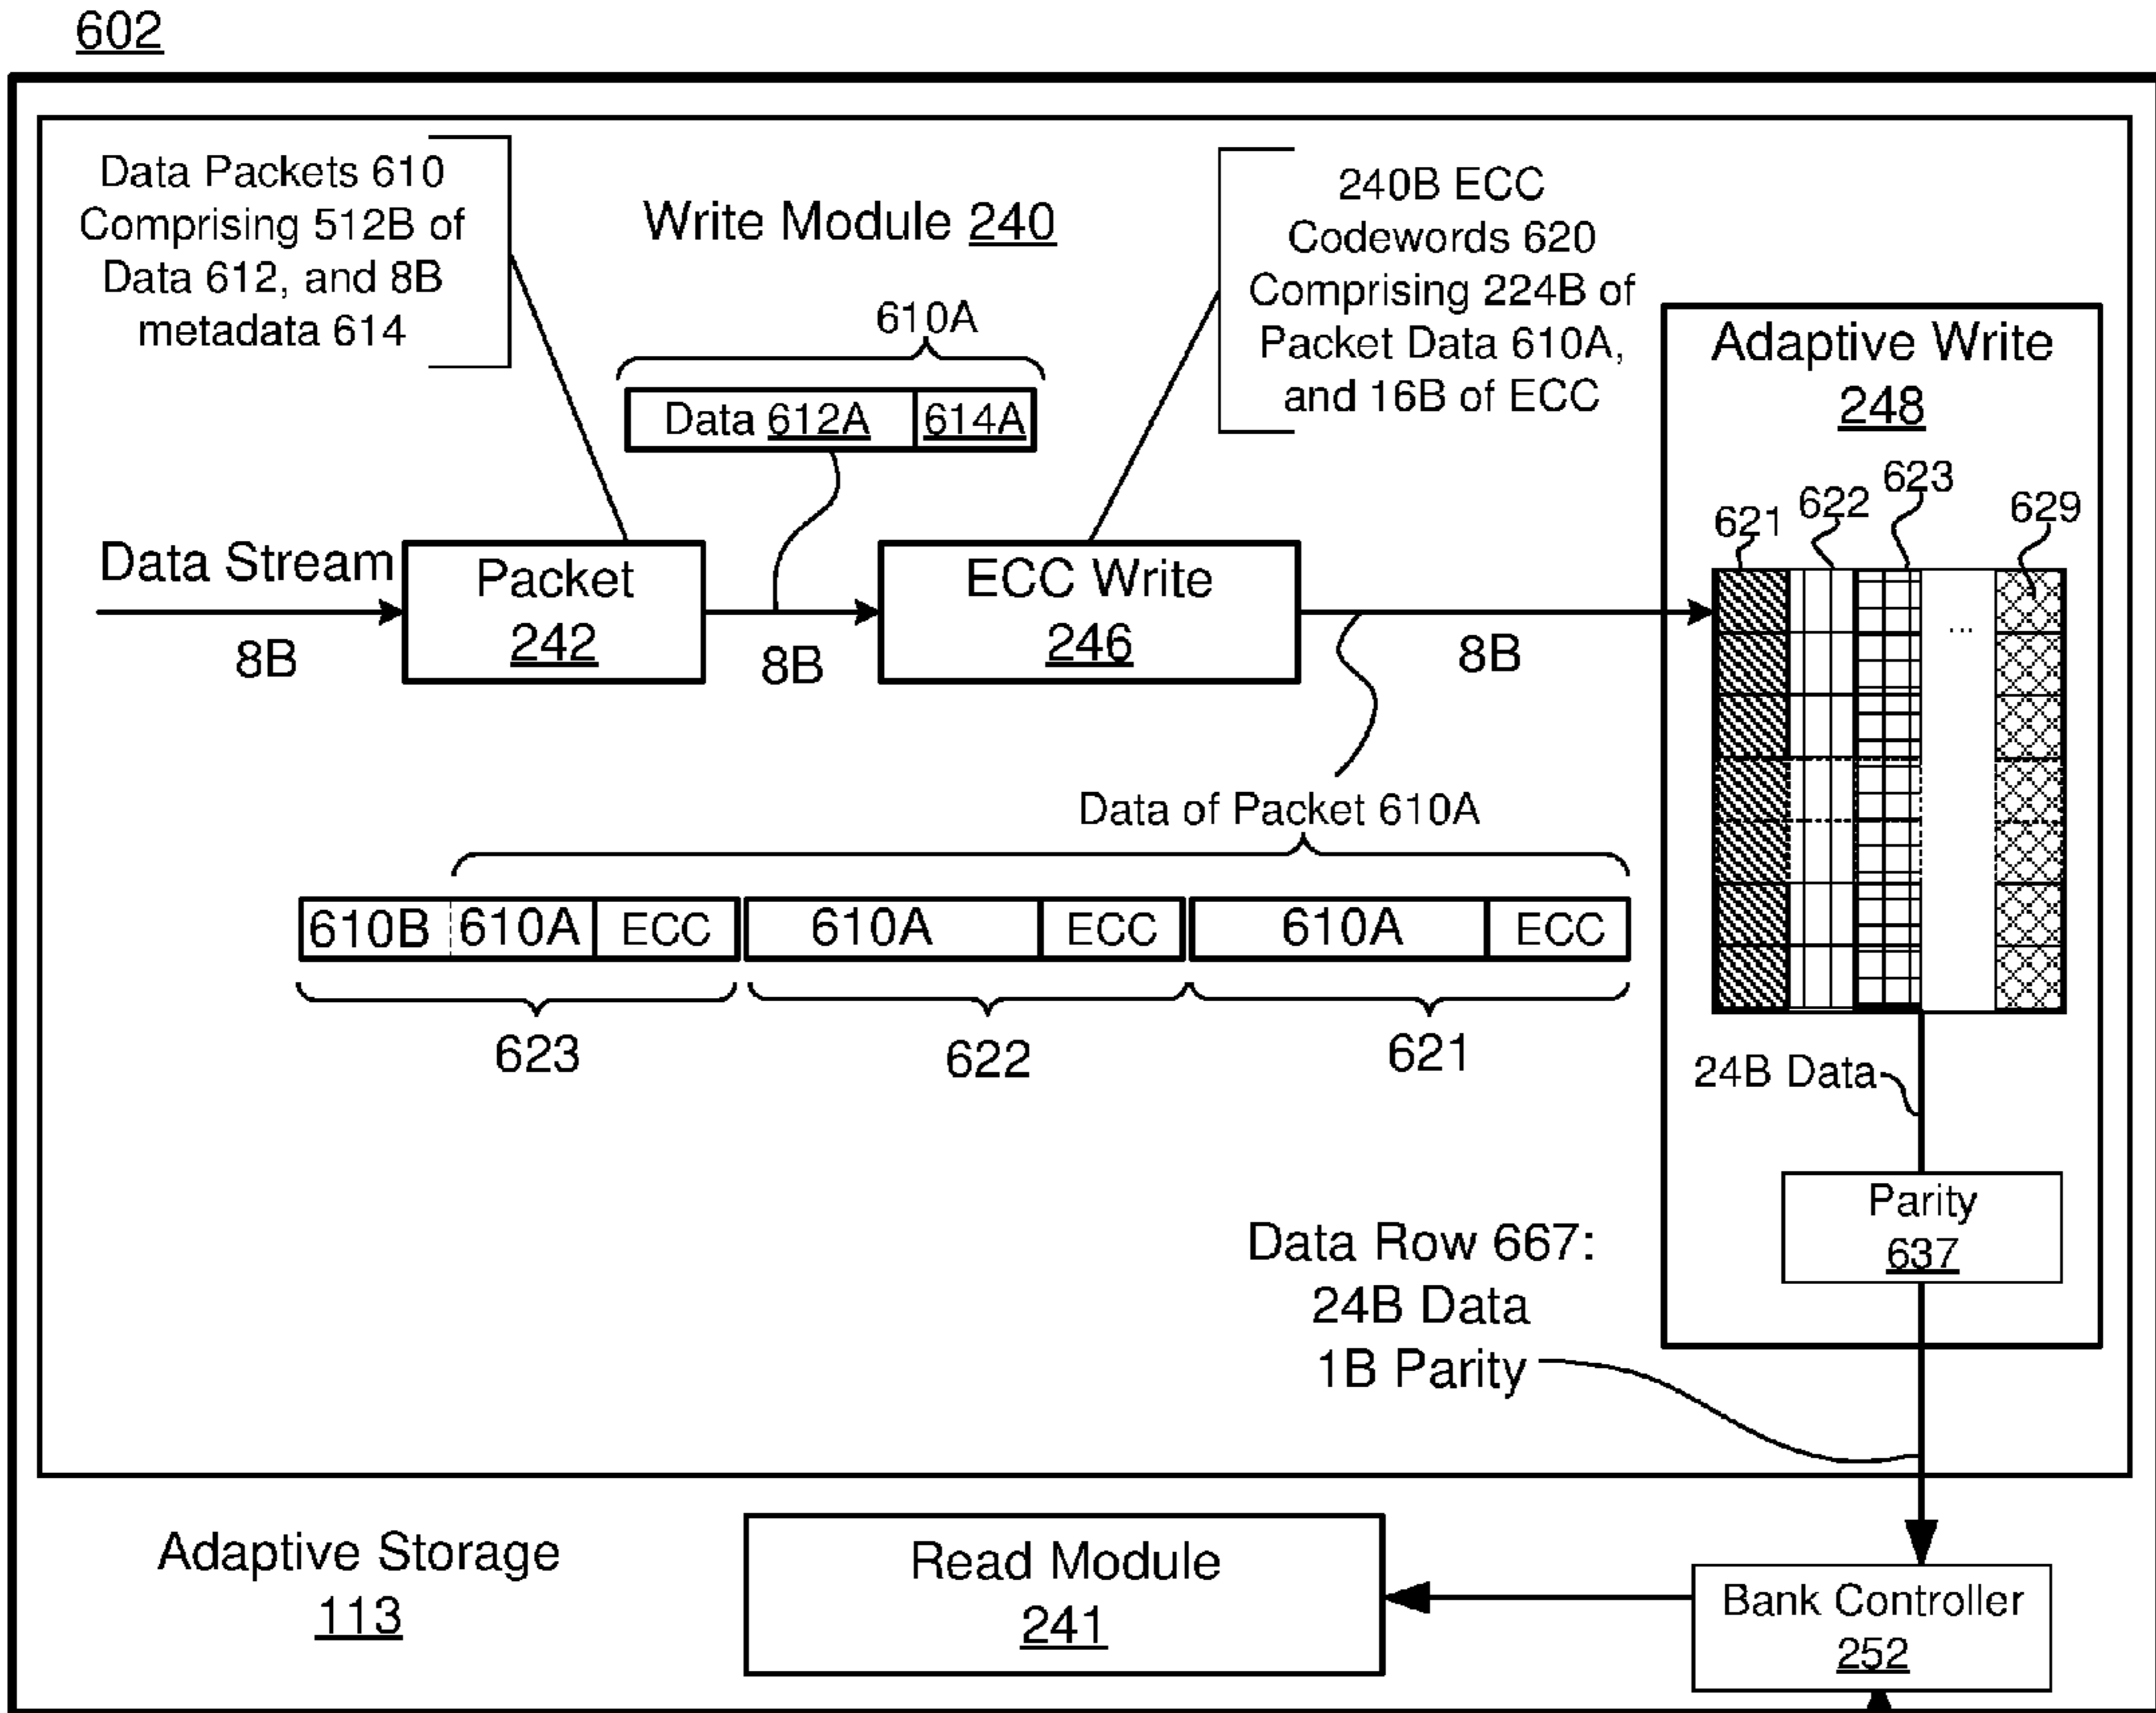 602
Data Packets 610
Comprising 512B of
Data 612, and 8B
metadata 614
Write Module 240
240B ECC
Codewords 620
Comprising 224B of
Packet Data 610A,
and 16B of ECC
610A
Data 612A 614A
Adaptive Write
248
621 622 623 629
...
Data Stream
8B
Packet
242
8B
ECC Write
246
8B
Data of Packet 610A
610B 610A ECC 610A ECC 610A ECC
623 622 621
24B Data
Parity
637
Data Row 667:
24B Data
1B Parity
Adaptive Storage
113
Read Module
241
Bank Controller
252